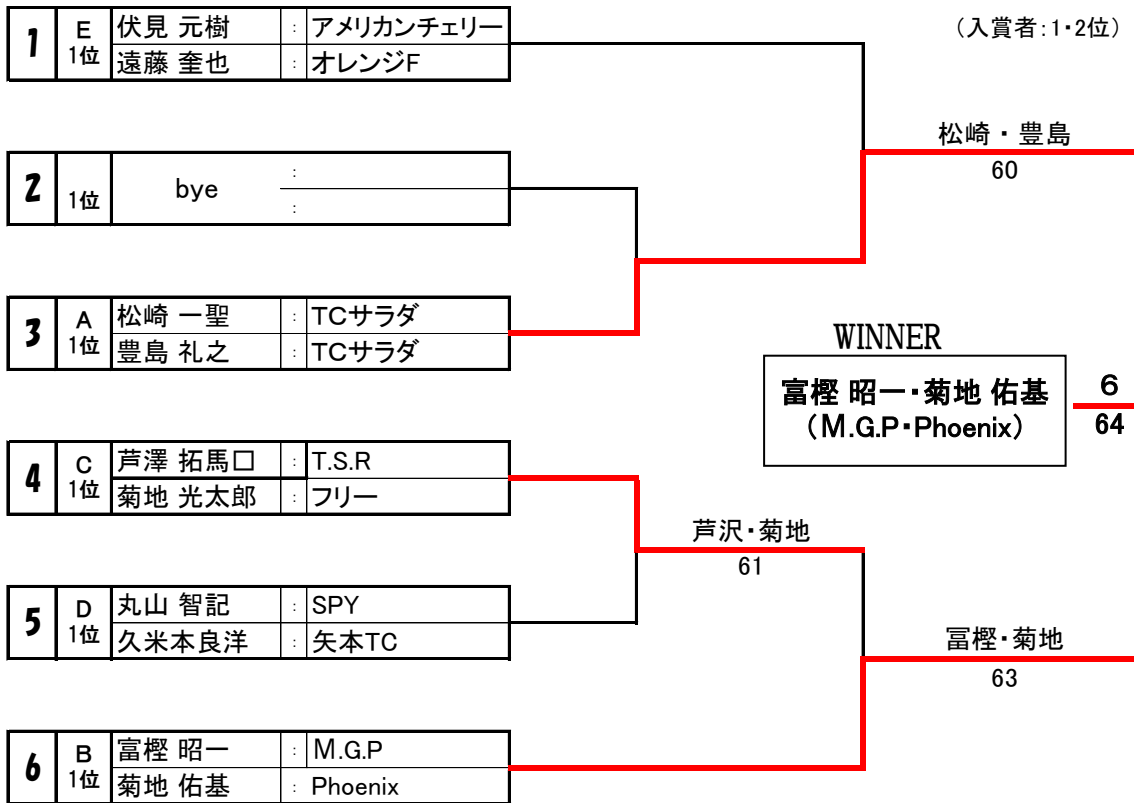 1 E 1位 伏見 元樹 : アメリカンチェリー
遠藤 奎也 : オレンジF
（入賞者:1・2位）
松崎・豊島
60
2 1位 bye :
:
3 A 1位 松崎 一聖 : TCサラダ
豊島 礼之 : TCサラダ
WINNER
富樫 昭一・菊地 佑基
（M.G.P・Phoenix）
6
64
4 C 1位 芦澤 拓馬□ : T.S.R
菊地 光太郎 : フリー
芦沢・菊地
61
5 D 1位 丸山 智記 : SPY
久米本良洋 : 矢本TC
冨樫・菊地
63
6 B 1位 富樫 昭一 : M.G.P
菊地 佑基 : Phoenix